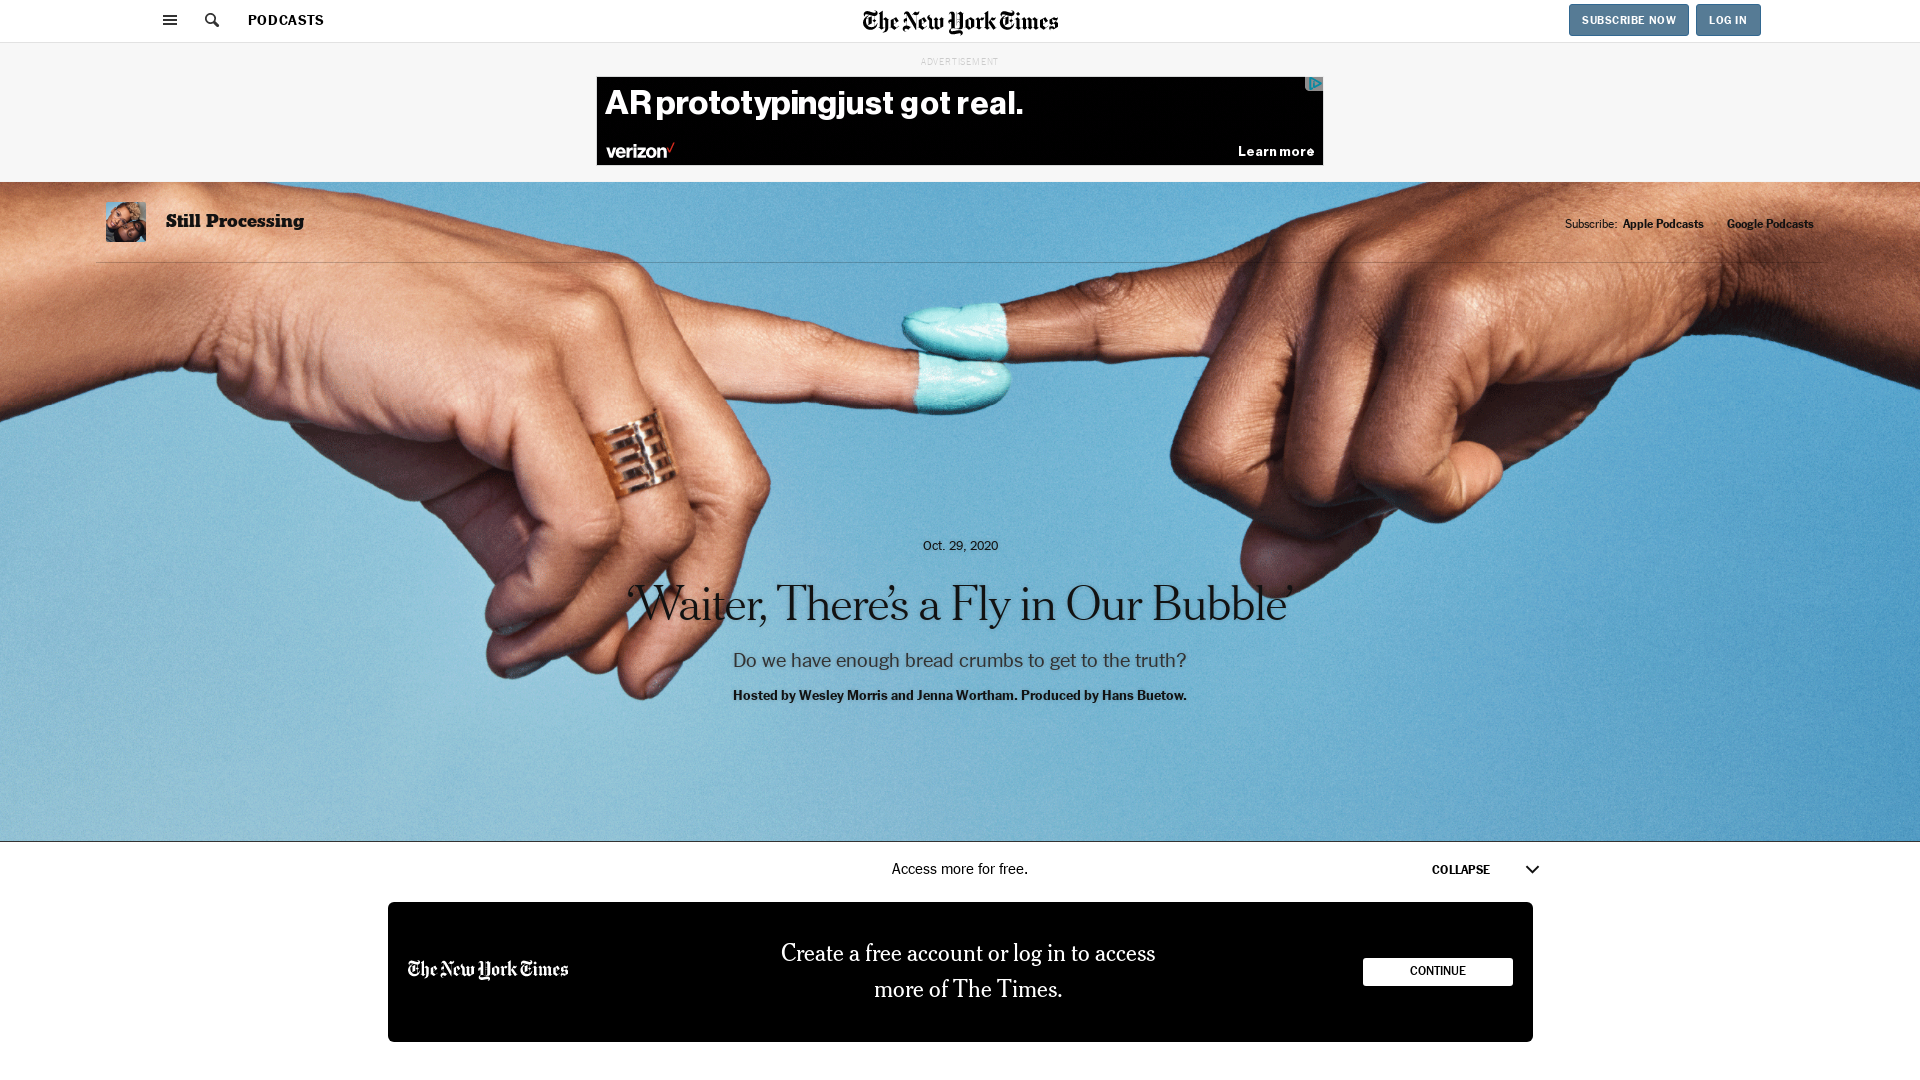 PODCASTS
The New York Times
SUBSCRIBE NOW
LOG IN
ADVERTISEMENT
AR prototyping just got real.
verizon
Learn more
Still Processing
Subscribe: Apple Podcasts
Google Podcasts
Oct. 29, 2020
‘Waiter, There’s a Fly in Our Bubble’
Do we have enough bread crumbs to get to the truth?
Hosted by Wesley Morris and Jenna Wortham. Produced by Hans Buetow.
Access more for free.
COLLAPSE
The New York Times
Create a free account or log in to access
more of The Times.
CONTINUE